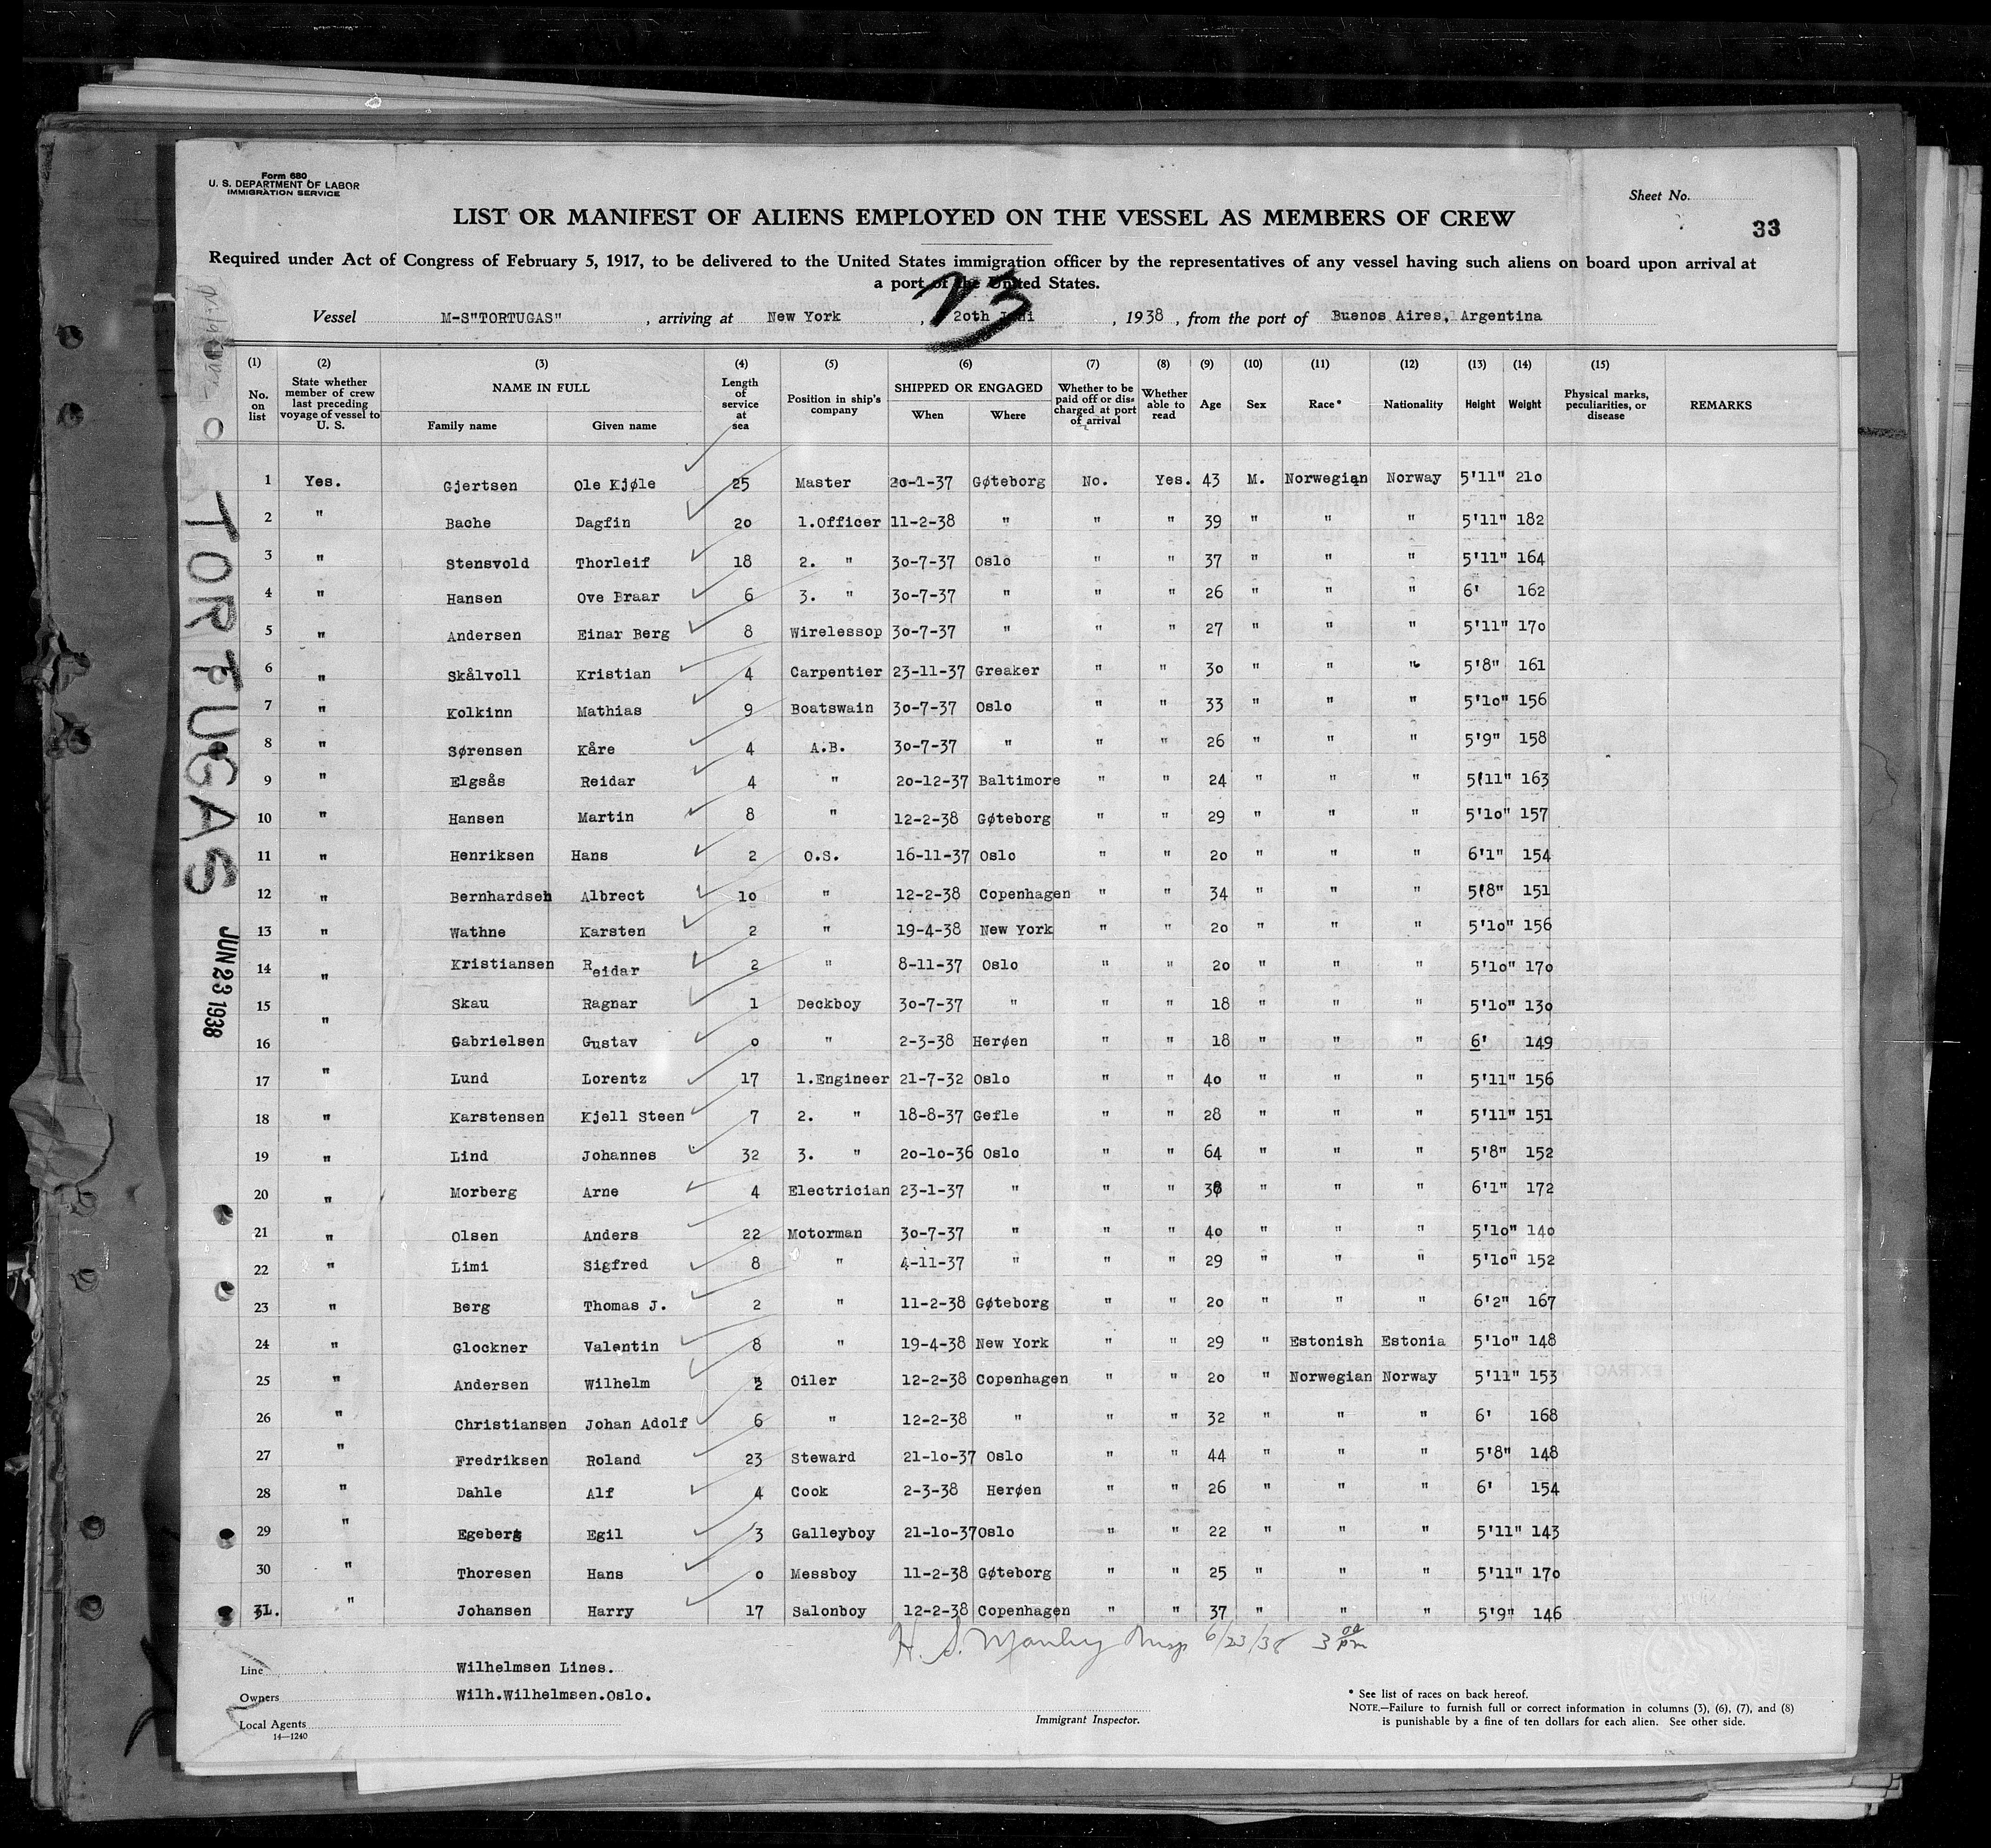 Form 680
U. S. DEPARTMENT OF LABOR
IMMIGRATION SERVICE
Sheet No.
33
LIST OR MANIFEST OF ALIENS EMPLOYED ON THE VESSEL AS MEMBERS OF CREW
Required under Act of Congress of February 5, 1917, to be delivered to the United States immigration officer by the representatives of any vessel having such aliens on board upon arrival at
a port of the United States.
23
Vessel M-S"TORTUGAS", arriving at New York, 20th Juni, 1938, from the port of Buenos Aires, Argentina
(1) (2) (3) (4) (5) (6) (7) (8) (9) (10) (11) (12) (13) (14) (15)
No. on list State whether member of crew last preceding voyage of vessel to U. S. NAME IN FULL Family name Given name Length of service at sea Position in ship's company SHIPPED OR ENGAGED When Where Whether to be paid off or discharged at port of arrival Whether able to read Age Sex Race* Nationality Height Weight Physical marks, peculiarities, or disease REMARKS
1 Yes. Gjertsen Ole Kjøle 25 Master 20-1-37 Gøteborg No. Yes. 43 M. Norwegian Norway 5'11" 210
2 " Bache Dagfin 20 1.Officer 11-2-38 " " " 39 " " " 5'11" 182
3 " Stensvold Thorleif 18 2. " 30-7-37 Oslo " " 37 " " " 5'11" 164
4 " Hansen Ove Braar 6 3. " 30-7-37 " " " 26 " " " 6' 162
5 " Andersen Einar Berg 8 Wirelessop 30-7-37 " " " 27 " " " 5'11" 170
6 " Skålvoll Kristian 4 Carpentier 23-11-37 Greaker " " 30 " " " 5'8" 161
7 " Kolkinn Mathias 9 Boatswain 30-7-37 Oslo " " 33 " " " 5'10" 156
8 " Sørensen Kåre 4 A.B. 30-7-37 " " " 26 " " " 5'9" 158
9 " Elgsås Reidar 4 " 20-12-37 Baltimore " " 24 " " " 5'11" 163
10 " Hansen Martin 8 " 12-2-38 Gøteborg " " 29 " " " 5'10" 157
11 " Henriksen Hans 2 O.S. 16-11-37 Oslo " " 20 " " " 6'1" 154
12 " Bernhardsen Albrect 10 " 12-2-38 Copenhagen " " 34 " " " 5'8" 151
13 " Wathne Karsten 2 " 19-4-38 New York " " 20 " " " 5'10" 156
14 " Kristiansen Reidar 2 " 8-11-37 Oslo " " 20 " " " 5'10" 170
15 " Skau Ragnar 1 Deckboy 30-7-37 " " " 18 " " " 5'10" 130
16 Gabrielsen Gustav 0 " 2-3-38 Herøen " " 18 " " " 6' 149
17 " Lund Lorentz 17 1.Engineer 21-7-32 Oslo " " 40 " " " 5'11" 156
18 " Karstensen Kjell Steen 7 2. " 18-8-37 Gefle " " 28 " " " 5'11" 151
19 " Lind Johannes 32 3. " 20-10-36 Oslo " " 64 " " " 5'8" 152
20 " Morberg Arne 4 Electrician 23-1-37 " " " 38 " " " 6'1" 172
21 " Olsen Anders 22 Motorman 30-7-37 " " " 40 " " " 5'10" 140
22 " Limi Sigfred 8 " 4-11-37 " " " 29 " " " 5'10" 152
23 " Berg Thomas J. 2 " 11-2-38 Gøteborg " " 20 " " " 6'2" 167
24 " Glockner Valentin 8 " 19-4-38 New York " " 29 " Estonish Estonia 5'10" 148
25 " Andersen Wilhelm 2 Oiler 12-2-38 Copenhagen " " 20 " Norwegian Norway 5'11" 153
26 " Christiansen Johan Adolf 6 " 12-2-38 " " " 32 " " " 6' 168
27 " Fredriksen Roland 23 Steward 21-10-37 Oslo " " 44 " " " 5'8" 148
28 " Dahle Alf 4 Cook 2-3-38 Herøen " " 26 " " " 6' 154
29 " Egeberg Egil 3 Galleyboy 21-10-37 Oslo " " 22 " " " 5'11" 143
30 " Thoresen Hans 0 Messboy 11-2-38 Gøteborg " " 25 " " " 5'11" 170
31. " Johansen Harry 17 Salonboy 12-2-38 Copenhagen " " 37 " " " 5'9" 146
H. S. Manley Insp 6/23/38 3 00 pm
Line Wilhelmsen Lines.
Owners Wilh.Wilhelmsen.Oslo.
Local Agents
14—1240
Immigrant Inspector.
* See list of races on back hereof.
NOTE.—Failure to furnish full or correct information in columns (3), (6), (7), and (8)
is punishable by a fine of ten dollars for each alien. See other side.
TORTUGAS
JUN 23 1938